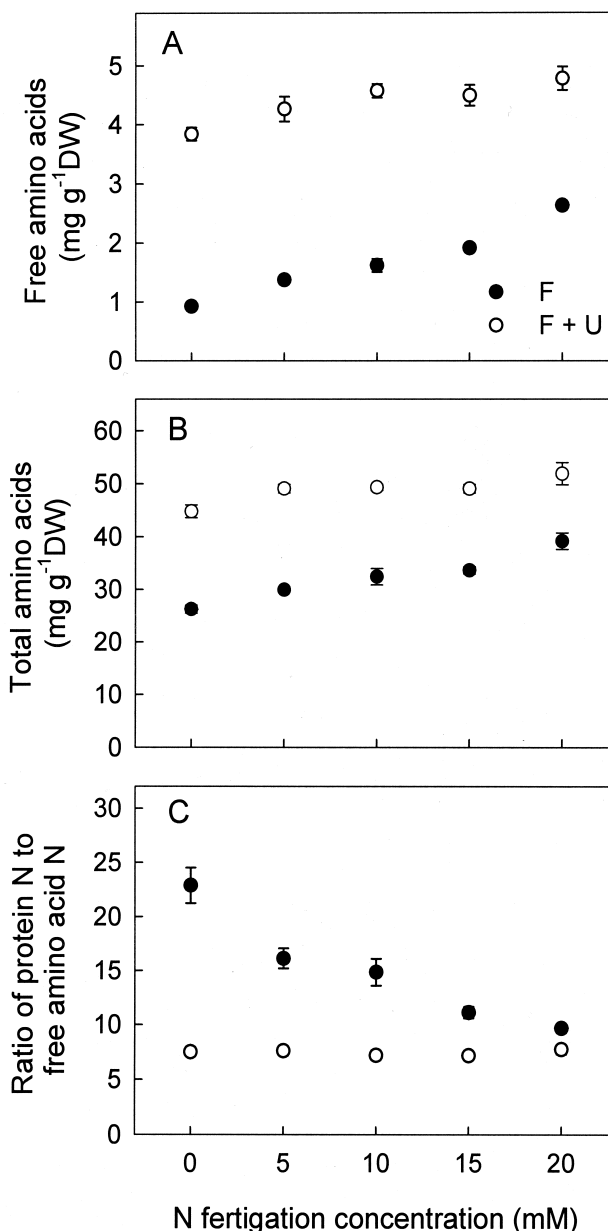 A
Free amino acids
(mg g⁻¹DW)
5
4
3
2
1
0
F
F + U
B
Total amino acids
(mg g⁻¹DW)
60
50
40
30
20
10
0
C
Ratio of protein N to
free amino acid N
30
25
20
15
10
5
0
0 5 10 15 20
N fertigation concentration (mM)